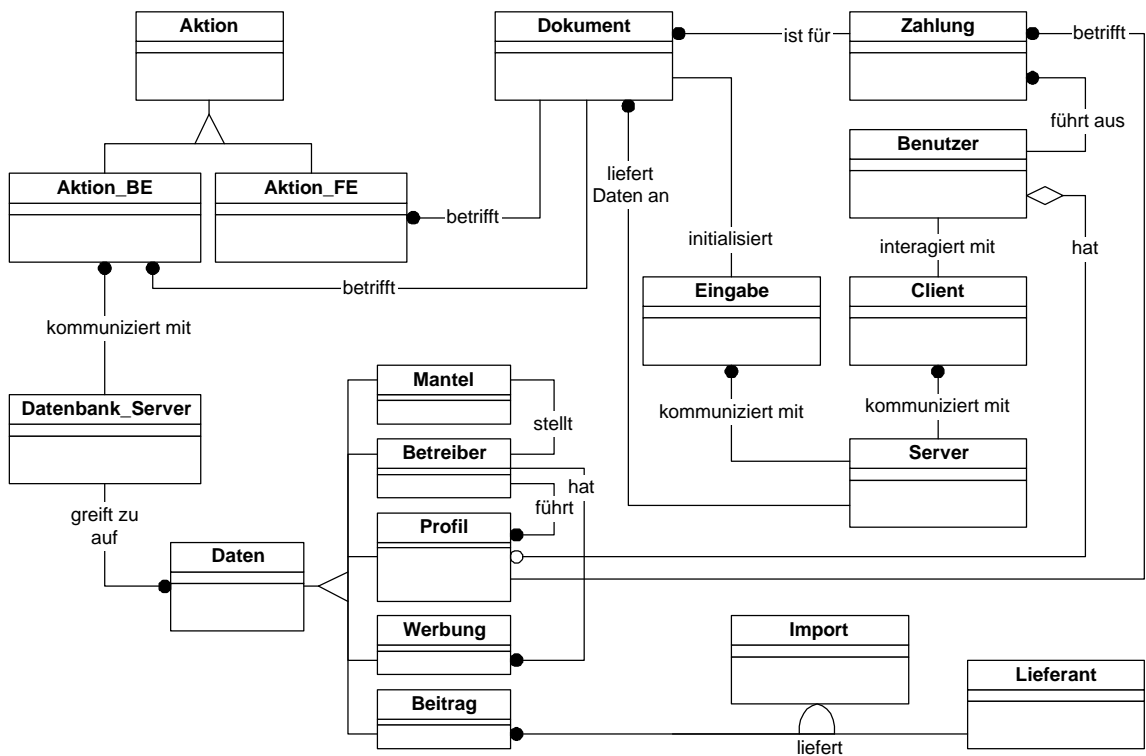 Aktion
Dokument
Zahlung
ist für
betrifft
führt aus
Benutzer
Aktion_BE
Aktion_FE
liefert
Daten an
betrifft
initialisiert
interagiert mit
hat
betrifft
Eingabe
Client
kommuniziert mit
Mantel
Datenbank_Server
stellt
kommuniziert mit
kommuniziert mit
Betreiber
Server
hat
führt
greift zu
auf
Profil
Daten
Werbung
Import
Lieferant
Beitrag
liefert